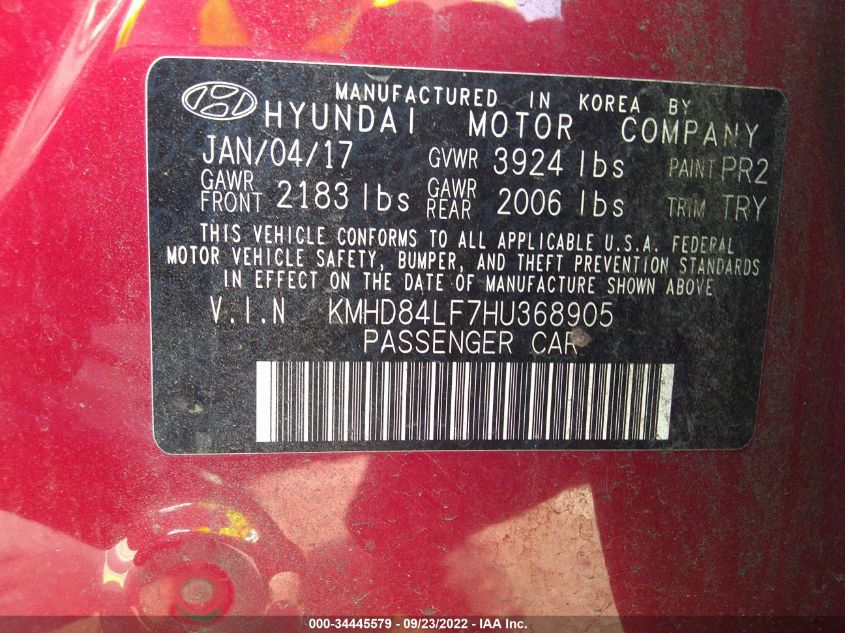 MANUFACTURED IN KOREA BY
HYUNDAI MOTOR COMPANY
JAN/04/17 GVWR 3924 lbs PAINT PR2
GAWR FRONT 2183 lbs GAWR REAR 2006 lbs TRIM TRY
THIS VEHICLE CONFORMS TO ALL APPLICABLE U.S.A. FEDERAL
MOTOR VEHICLE SAFETY, BUMPER, AND THEFT PREVENTION STANDARDS
IN EFFECT ON THE DATE OF MANUFACTURE SHOWN ABOVE
V.I.N KMHD84LF7HU368905
PASSENGER CAR
000-34445579 - 09/23/2022 - IAA Inc.